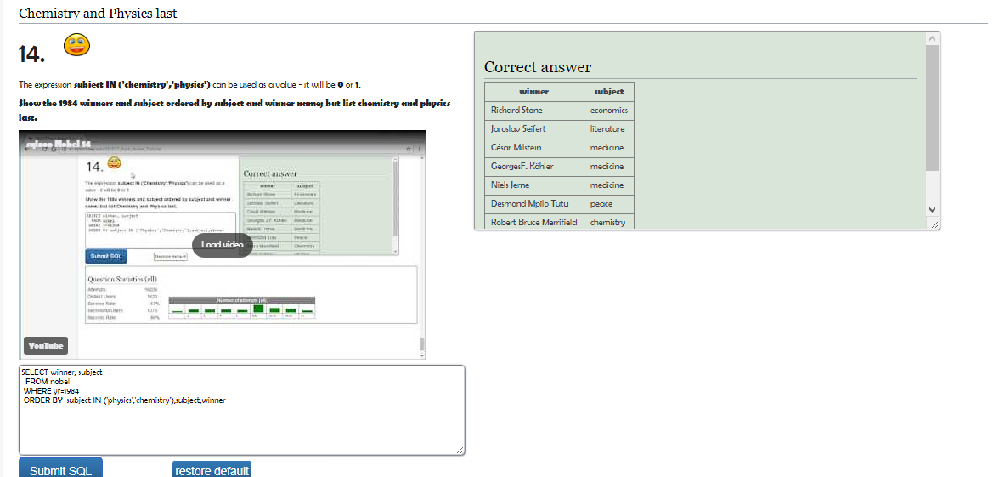 Chemistry and Physics last
14.
The expression subject IN ('chemistry','physics') can be used as a value - it will be 0 or 1.
Show the 1984 winners and subject ordered by subject and winner name; but list chemistry and physics
last.
sqlzoo Nobel 14
14.
The expression subject IN ('Chemistry','Physics') can be used as a
value - it will be 0 or 1.
Show the 1984 winners and subject ordered by subject and winner
name; but list Chemistry and Physics last.
SELECT winner, subject
FROM nobel
WHERE yr=1984
ORDER BY subject IN ('Physics','Chemistry'),subject,winner
Submit SQL
Restore default
Correct answer
winner subject
Richard Stone Economics
Jaroslav Seifert Literature
César Milstein Medicine
Georges J.F. Köhler Medicine
Niels K. Jerne Medicine
Desmond Tutu Peace
Merrifield Chemistry
Load video
Question Statistics (all)
Attempts
Distinct Users
Success Rate
Successful Users
Success Rate
Number of attempts (all)
YouTube
SELECT winner, subject
FROM nobel
WHERE yr=1984
ORDER BY subject IN ('physics','chemistry'),subject,winner
Submit SQL
restore default
Correct answer
winner subject
Richard Stone economics
Jaroslav Seifert literature
César Milstein medicine
GeorgesF. Köhler medicine
Niels Jerne medicine
Desmond Mpilo Tutu peace
Robert Bruce Merrifield chemistry